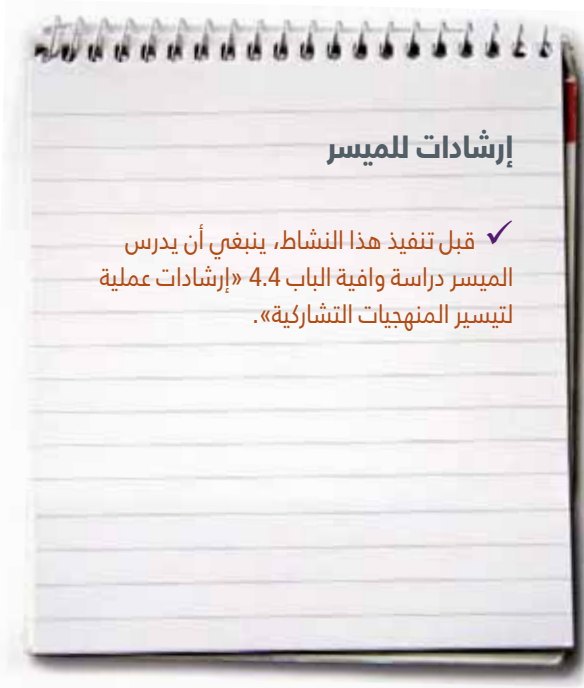 إرشادات للميسر
✓ قبل تنفيذ هذا النشاط، ينبغي أن يدرس
الميسر دراسة وافية الباب 4.4 «إرشادات عملية
لتيسير المنهجيات التشاركية».